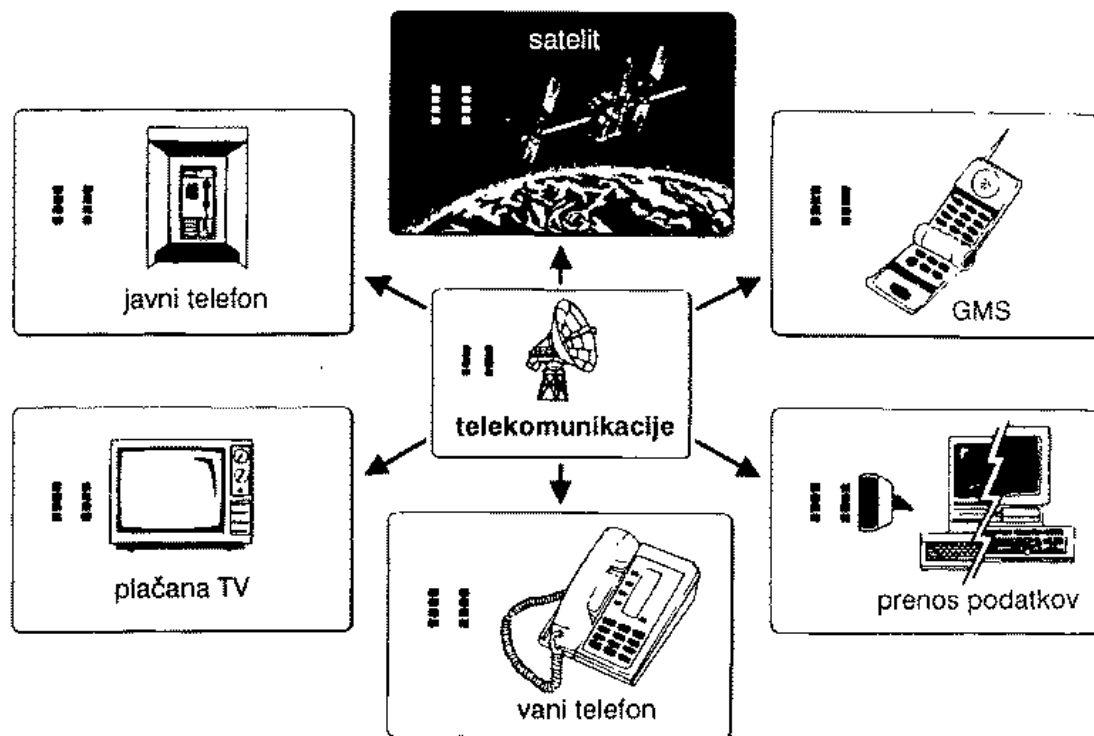 satelit
javni telefon
GMS
telekomunikacije
plačana TV
prenos podatkov
vani telefon